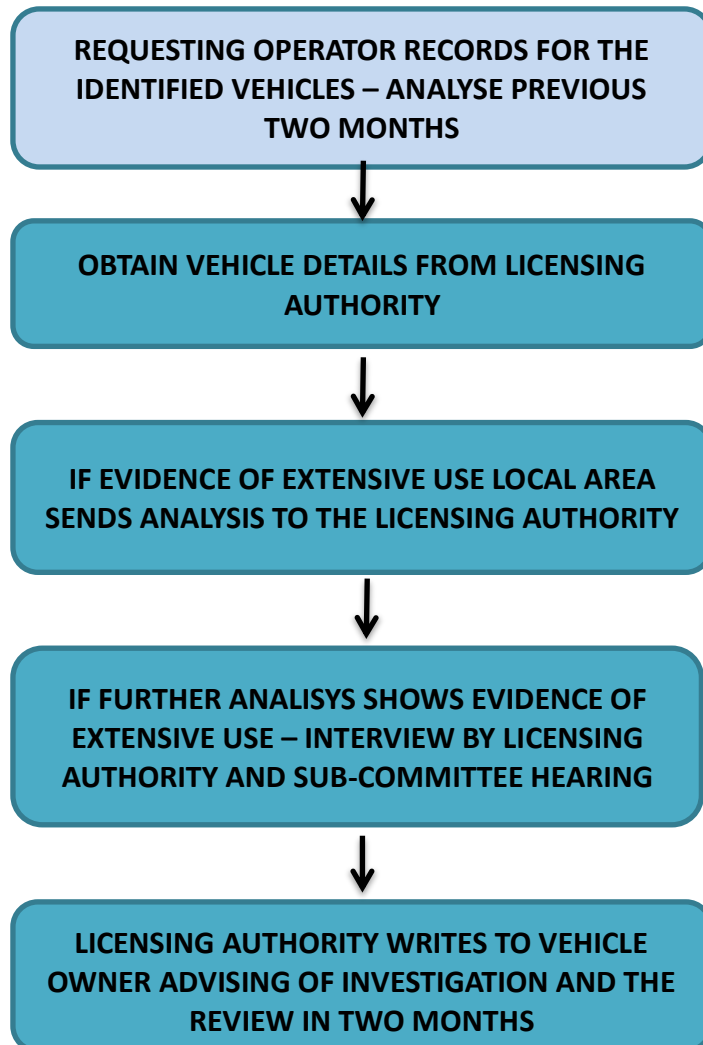 REQUESTING OPERATOR RECORDS FOR THE
IDENTIFIED VEHICLES – ANALYSE PREVIOUS
TWO MONTHS
OBTAIN VEHICLE DETAILS FROM LICENSING
AUTHORITY
IF EVIDENCE OF EXTENSIVE USE LOCAL AREA
SENDS ANALYSIS TO THE LICENSING AUTHORITY
IF FURTHER ANALISYS SHOWS EVIDENCE OF
EXTENSIVE USE – INTERVIEW BY LICENSING
AUTHORITY AND SUB-COMMITTEE HEARING
LICENSING AUTHORITY WRITES TO VEHICLE
OWNER ADVISING OF INVESTIGATION AND THE
REVIEW IN TWO MONTHS